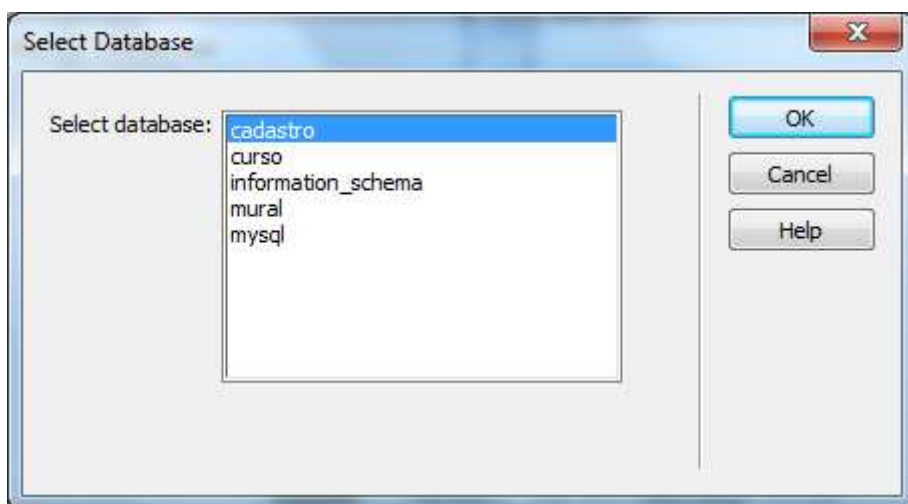 Select Database
Select database:
cadastro
curso
information_schema
mural
mysql
OK
Cancel
Help